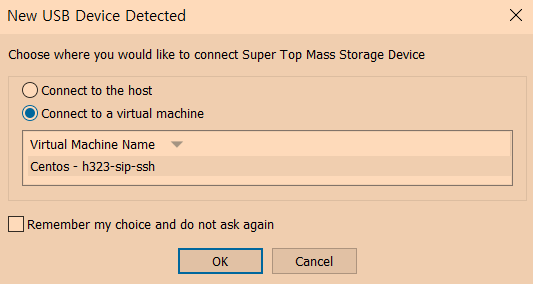 New USB Device Detected
Choose where you would like to connect Super Top Mass Storage Device
Connect to the host
Connect to a virtual machine
Virtual Machine Name
Centos - h323-sip-ssh
Remember my choice and do not ask again
OK Cancel